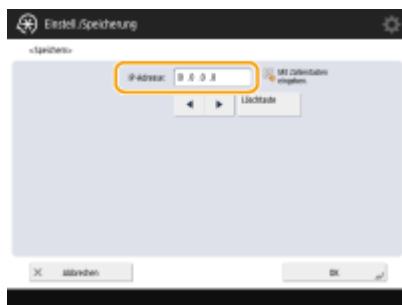 Einstell./Speicherung
<Speichern>
IP-Adresse:
0 .0 .0 .0
Mit Zahlentasten
eingeben.
Löschtaste
Abbrechen
OK